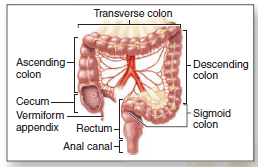 Transverse colon
Ascending
colon
Descending
colon
Cecum
Vermiform
appendix
Sigmoid
colon
Rectum
Anal canal